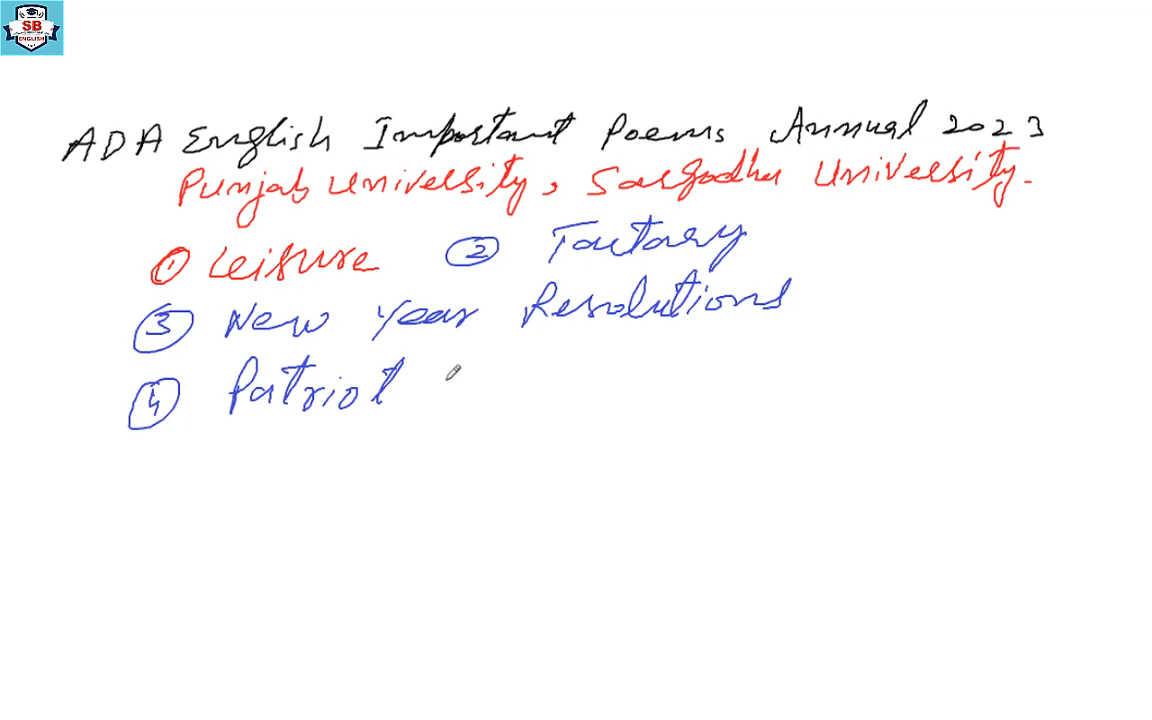 SB
ENGLISH
ADA English Important Poems Annual 2023
Punjab University, Sargodha University.
① Leisure ② Tartary
③ New Year Resolutions
④ Patriot